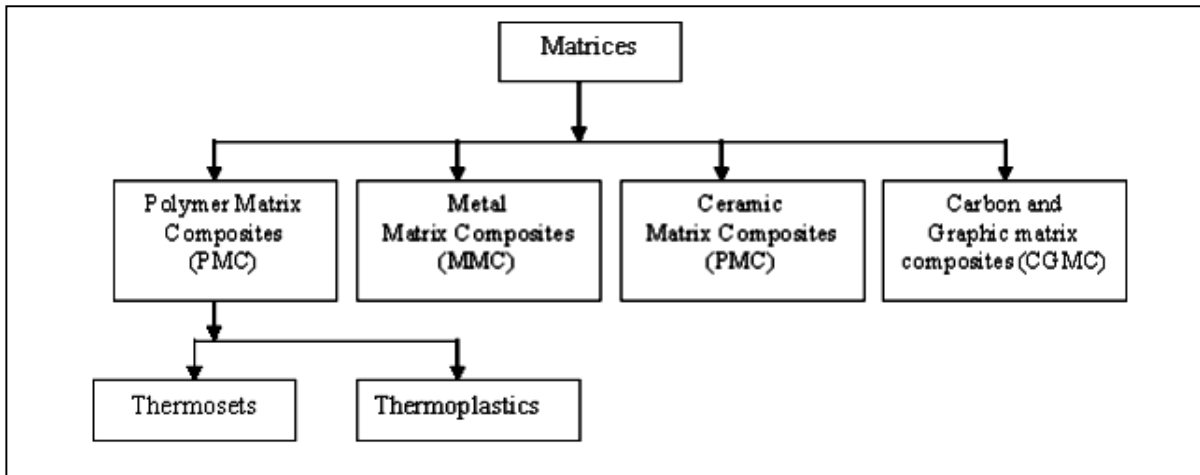 Matrices
Polymer Matrix
Composites
(PMC)
Metal
Matrix Composites
(MMC)
Ceramic
Matrix Composites
(PMC)
Carbon and
Graphic matrix
composites (CGMC)
Thermosets
Thermoplastics